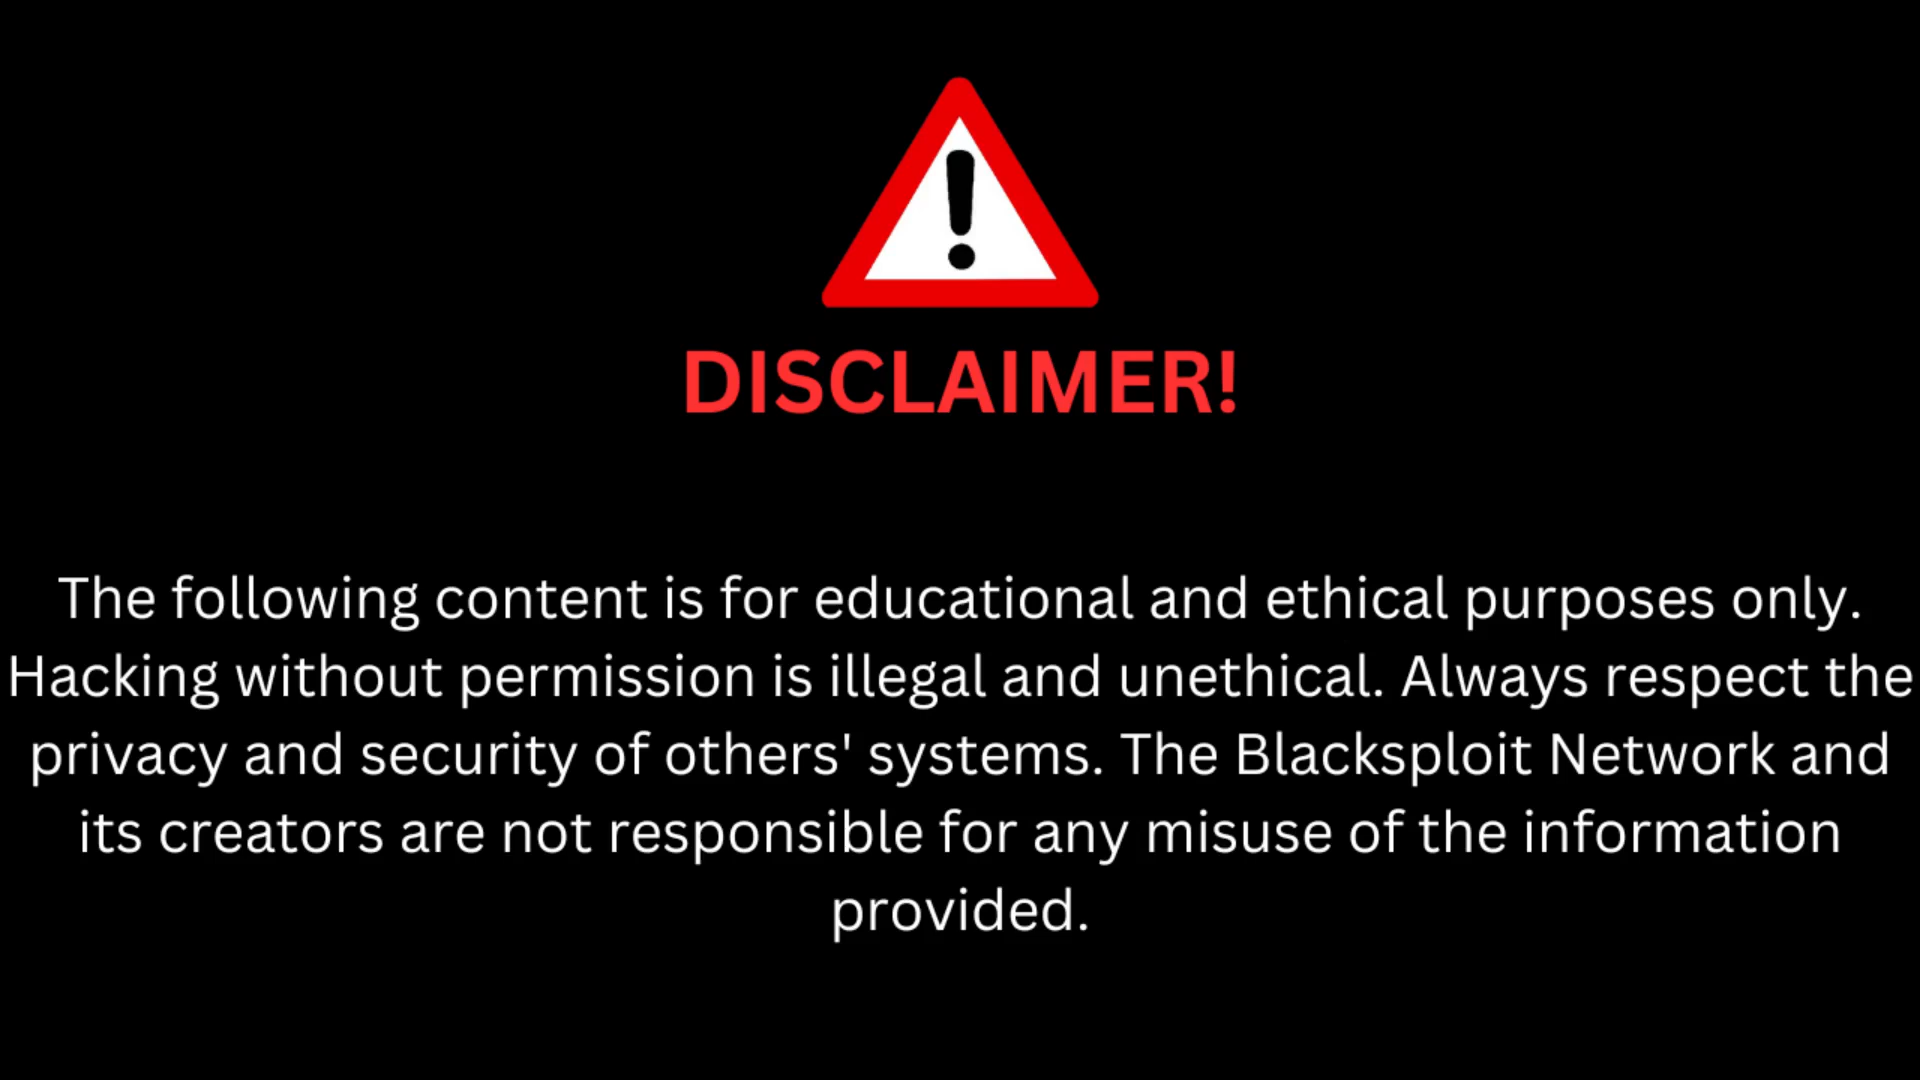 DISCLAIMER!
The following content is for educational and ethical purposes only.
Hacking without permission is illegal and unethical. Always respect the
privacy and security of others' systems. The Blacksploit Network and
its creators are not responsible for any misuse of the information
provided.